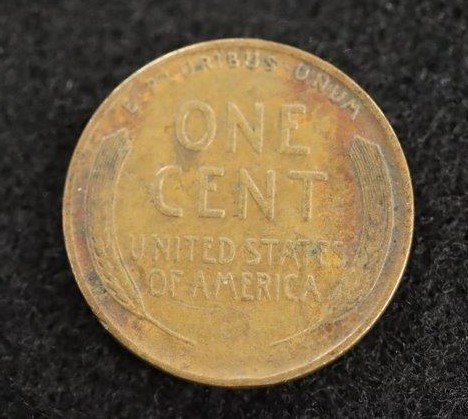 E PLURIBUS UNUM
ONE
CENT
UNITED STATES
OF AMERICA